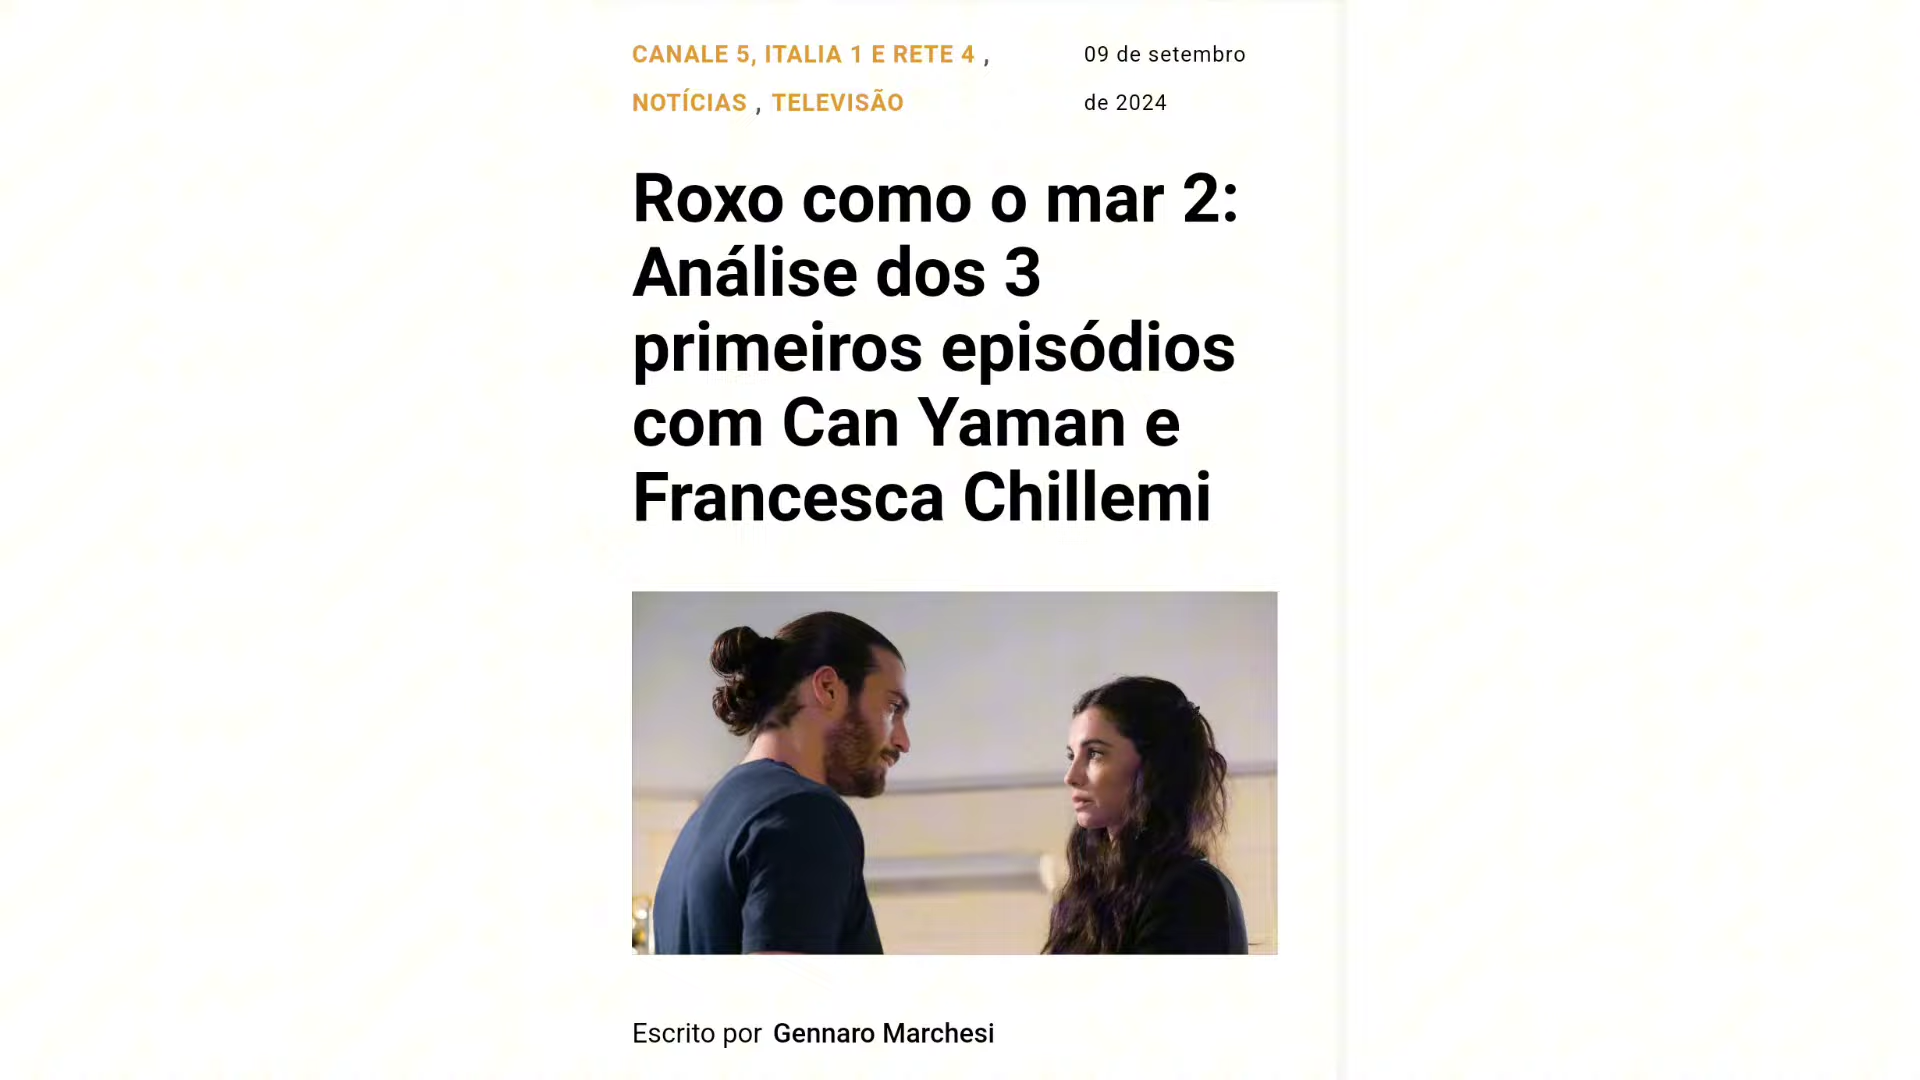 CANALE 5, ITALIA 1 E RETE 4 ,
NOTÍCIAS , TELEVISÃO
09 de setembro
de 2024
Roxo como o mar 2:
Análise dos 3
primeiros episódios
com Can Yaman e
Francesca Chillemi
Escrito por Gennaro Marchesi